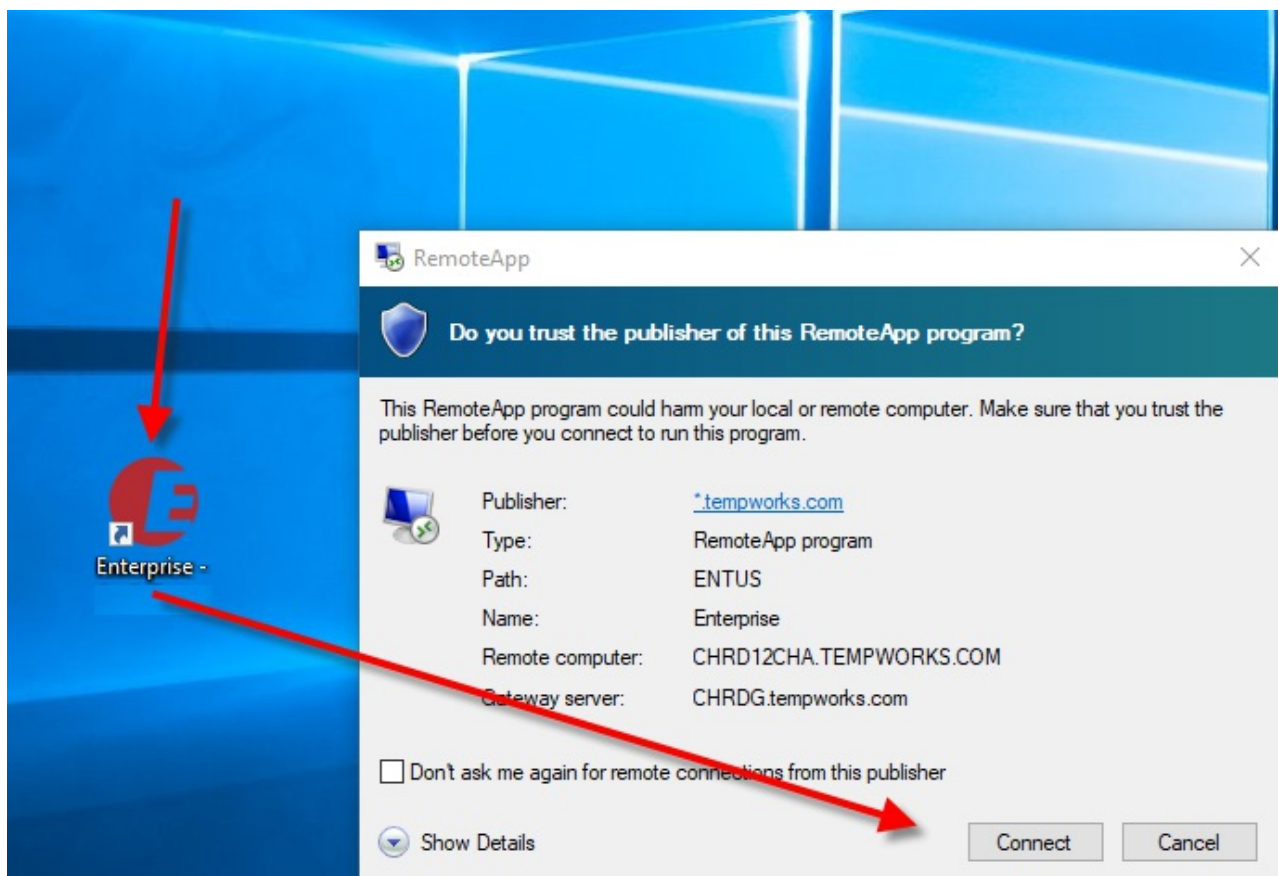 RemoteApp
Do you trust the publisher of this RemoteApp program?
This RemoteApp program could harm your local or remote computer. Make sure that you trust the
publisher before you connect to run this program.
Publisher: *.tempworks.com
Type: RemoteApp program
Path: ENTUS
Name: Enterprise
Remote computer: CHRD12CHA.TEMPWORKS.COM
Gateway server: CHRDG.tempworks.com
Don't ask me again for remote connections from this publisher
Show Details
Connect Cancel
E
Enterprise -